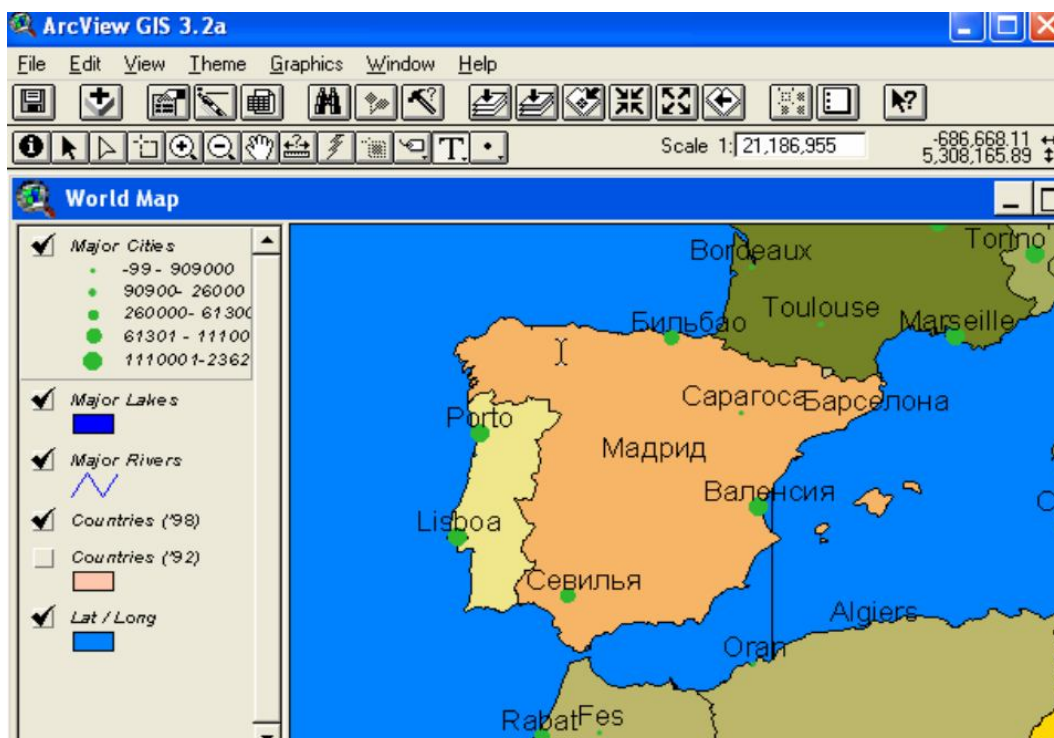 ArcView GIS 3.2a
File Edit View Theme Graphics Window Help
Scale 1: 21,186,955
-686,668.11
5,308,165.89
World Map
Major Cities
-99 - 909000
90900- 26000
260000- 6130
61301 - 11100
1110001-2362
Major Lakes
Major Rivers
Countries ('98)
Countries ('92)
Lat / Long
Bordeaux
Torino
Toulouse
Marseille
Бильбао
Сарагоса
Барселона
Porto
Мадрид
Валенсия
Lisboa
Севилья
Algiers
Oran
Rabat
Fes